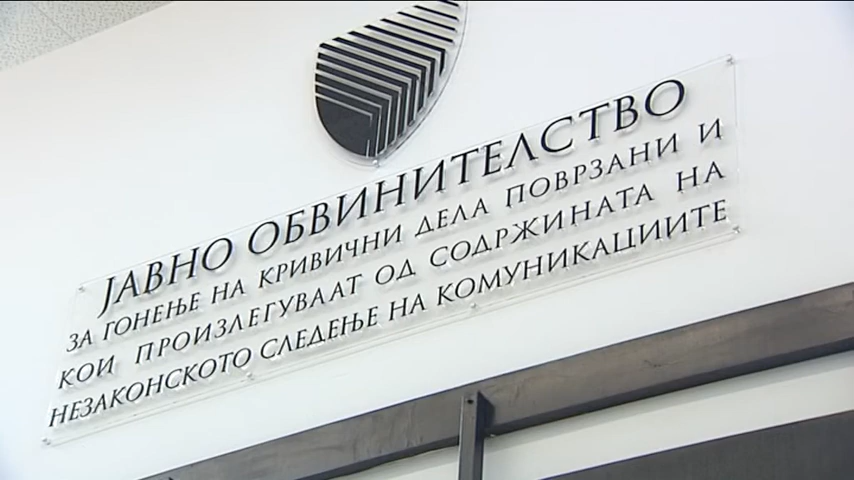 ЈАВНО ОБВИНИТЕЛСТВО
ЗА ГОНЕЊЕ НА КРИВИЧНИ ДЕЛА ПОВРЗАНИ И
КОИ ПРОИЗЛЕГУВААТ ОД СОДРЖИНАТА НА
НЕЗАКОНСКОТО СЛЕДЕЊЕ НА КОМУНИКАЦИИТЕ